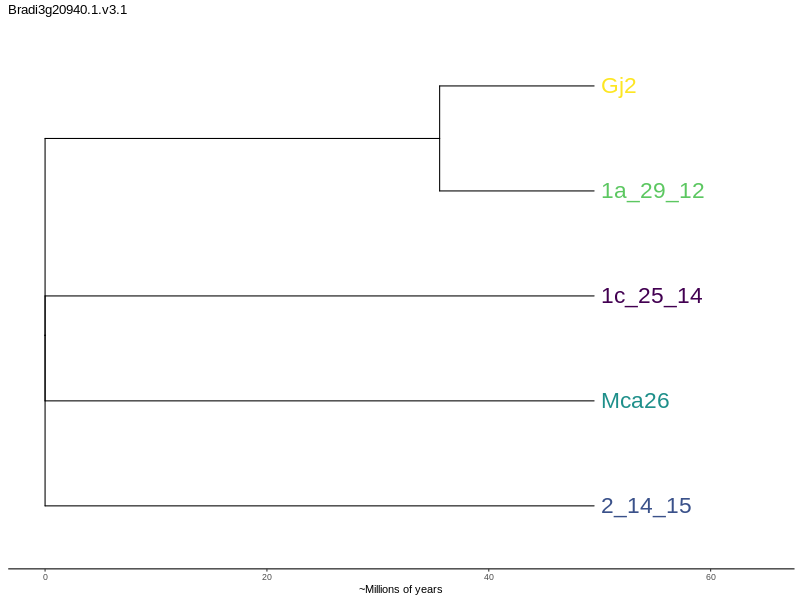 Bradi3g20940.1.v3.1
Gj2
1a_29_12
1c_25_14
Mca26
2_14_15
0 20 40 60
~Millions of years